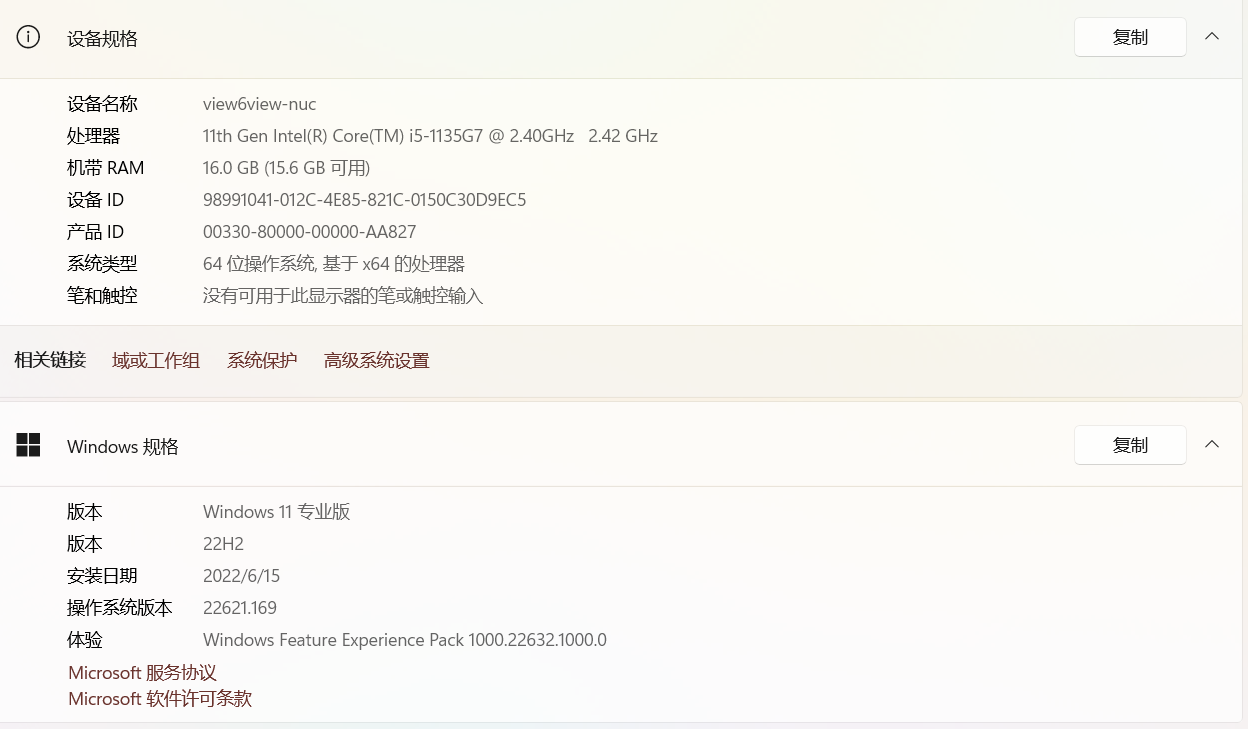 设备规格 复制
设备名称 view6view-nuc
处理器 11th Gen Intel(R) Core(TM) i5-1135G7 @ 2.40GHz 2.42 GHz
机带 RAM 16.0 GB (15.6 GB 可用)
设备 ID 98991041-012C-4E85-821C-0150C30D9EC5
产品 ID 00330-80000-00000-AA827
系统类型 64 位操作系统, 基于 x64 的处理器
笔和触控 没有可用于此显示器的笔或触控输入
相关链接 域或工作组 系统保护 高级系统设置
Windows 规格 复制
版本 Windows 11 专业版
版本 22H2
安装日期 2022/6/15
操作系统版本 22621.169
体验 Windows Feature Experience Pack 1000.22632.1000.0
Microsoft 服务协议
Microsoft 软件许可条款